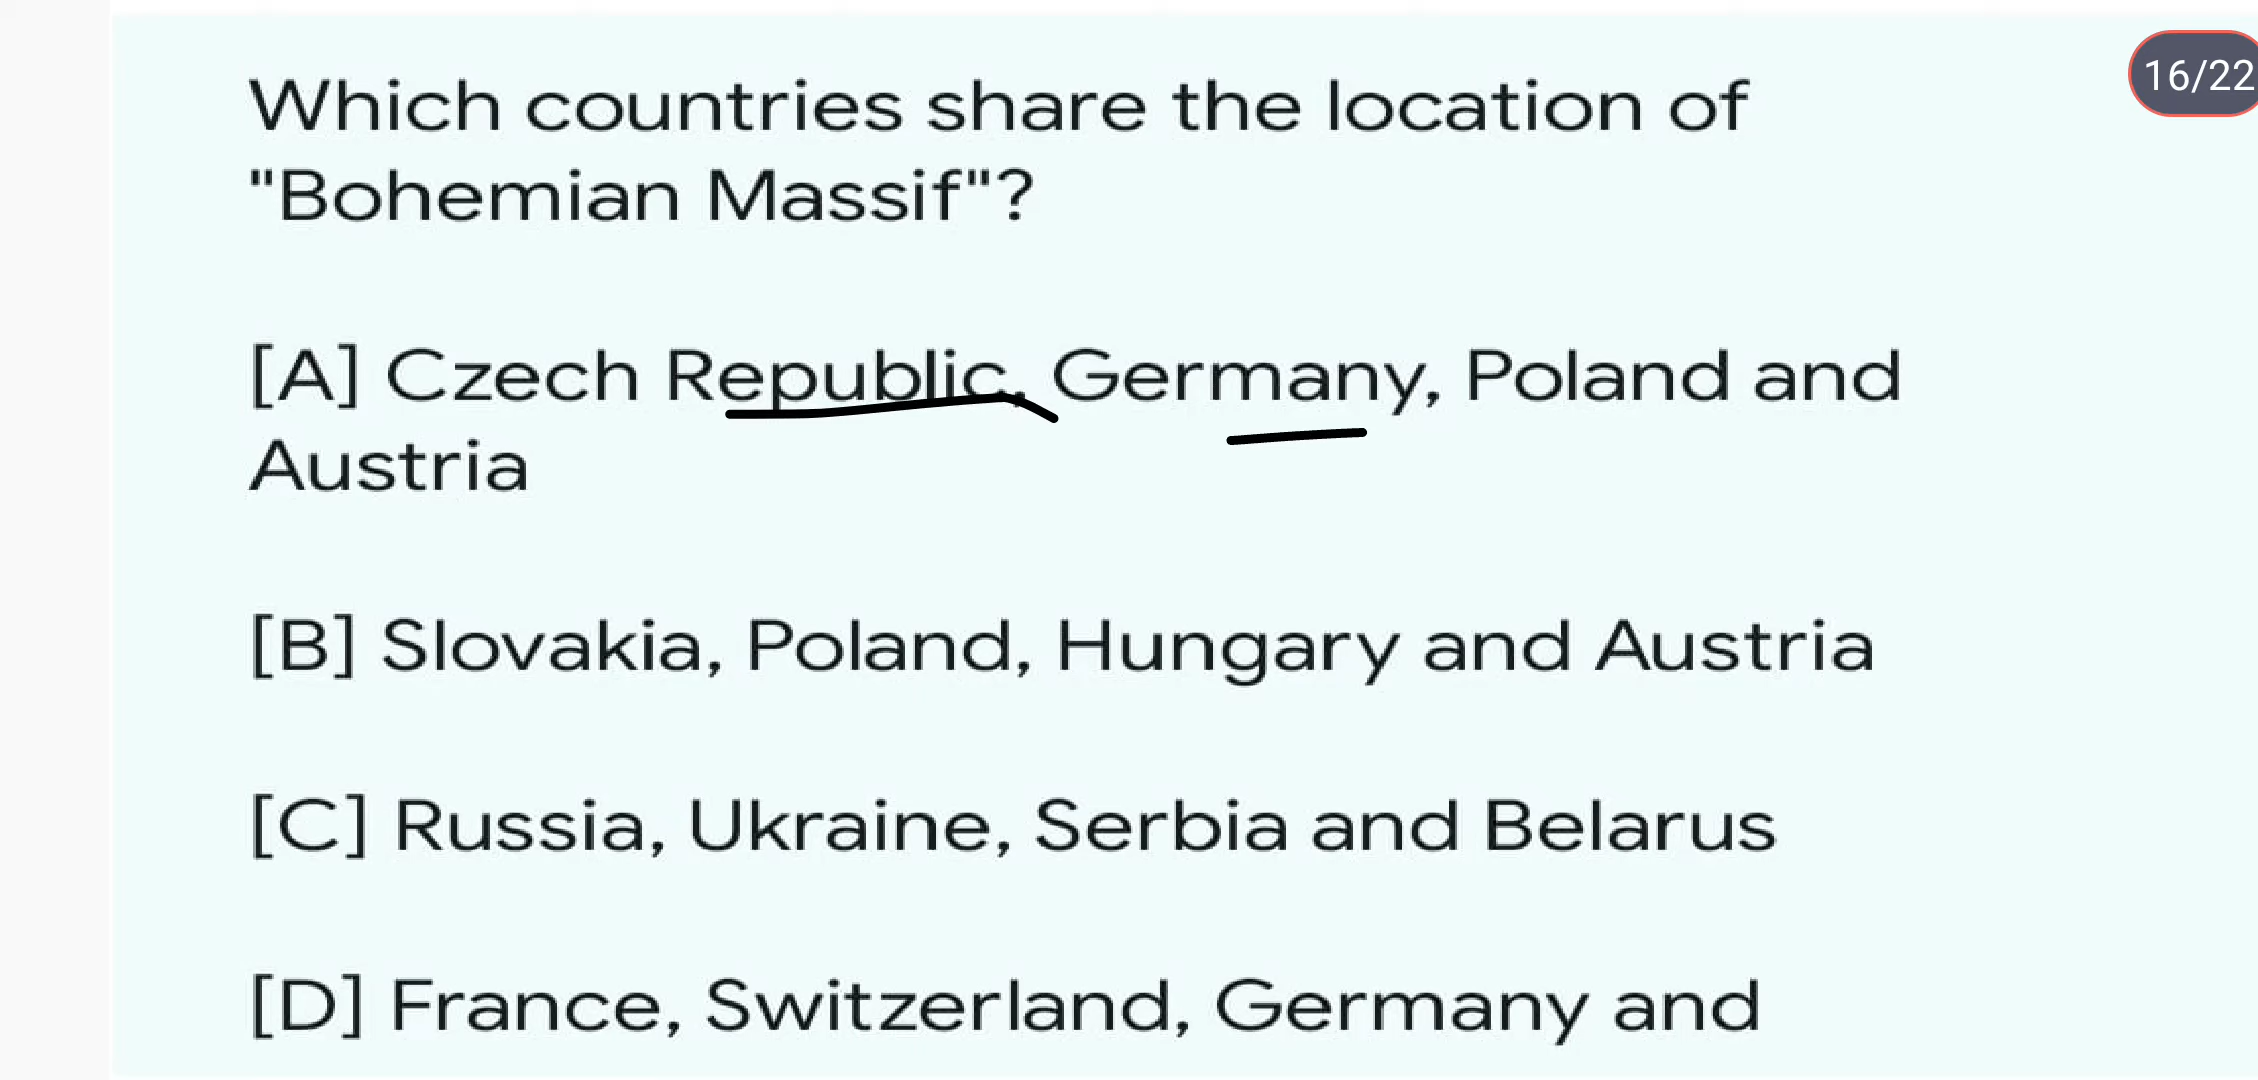 16/22
Which countries share the location of
"Bohemian Massif"?
[A] Czech Republic, Germany, Poland and
Austria
[B] Slovakia, Poland, Hungary and Austria
[C] Russia, Ukraine, Serbia and Belarus
[D] France, Switzerland, Germany and